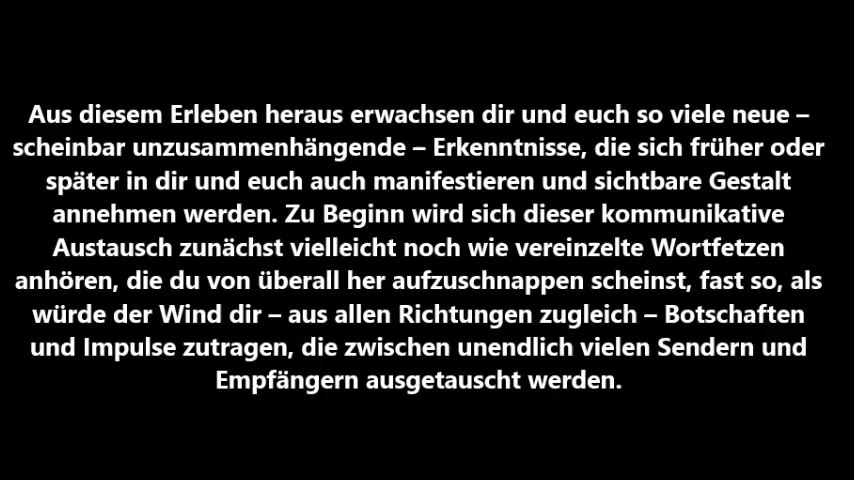 Aus diesem Erleben heraus erwachsen dir und euch so viele neue –
scheinbar unzusammenhängende – Erkenntnisse, die sich früher oder
später in dir und euch auch manifestieren und sichtbare Gestalt
annehmen werden. Zu Beginn wird sich dieser kommunikative
Austausch zunächst vielleicht noch wie vereinzelte Wortfetzen
anhören, die du von überall her aufzuschnappen scheinst, fast so, als
würde der Wind dir – aus allen Richtungen zugleich – Botschaften
und Impulse zutragen, die zwischen unendlich vielen Sendern und
Empfängern ausgetauscht werden.